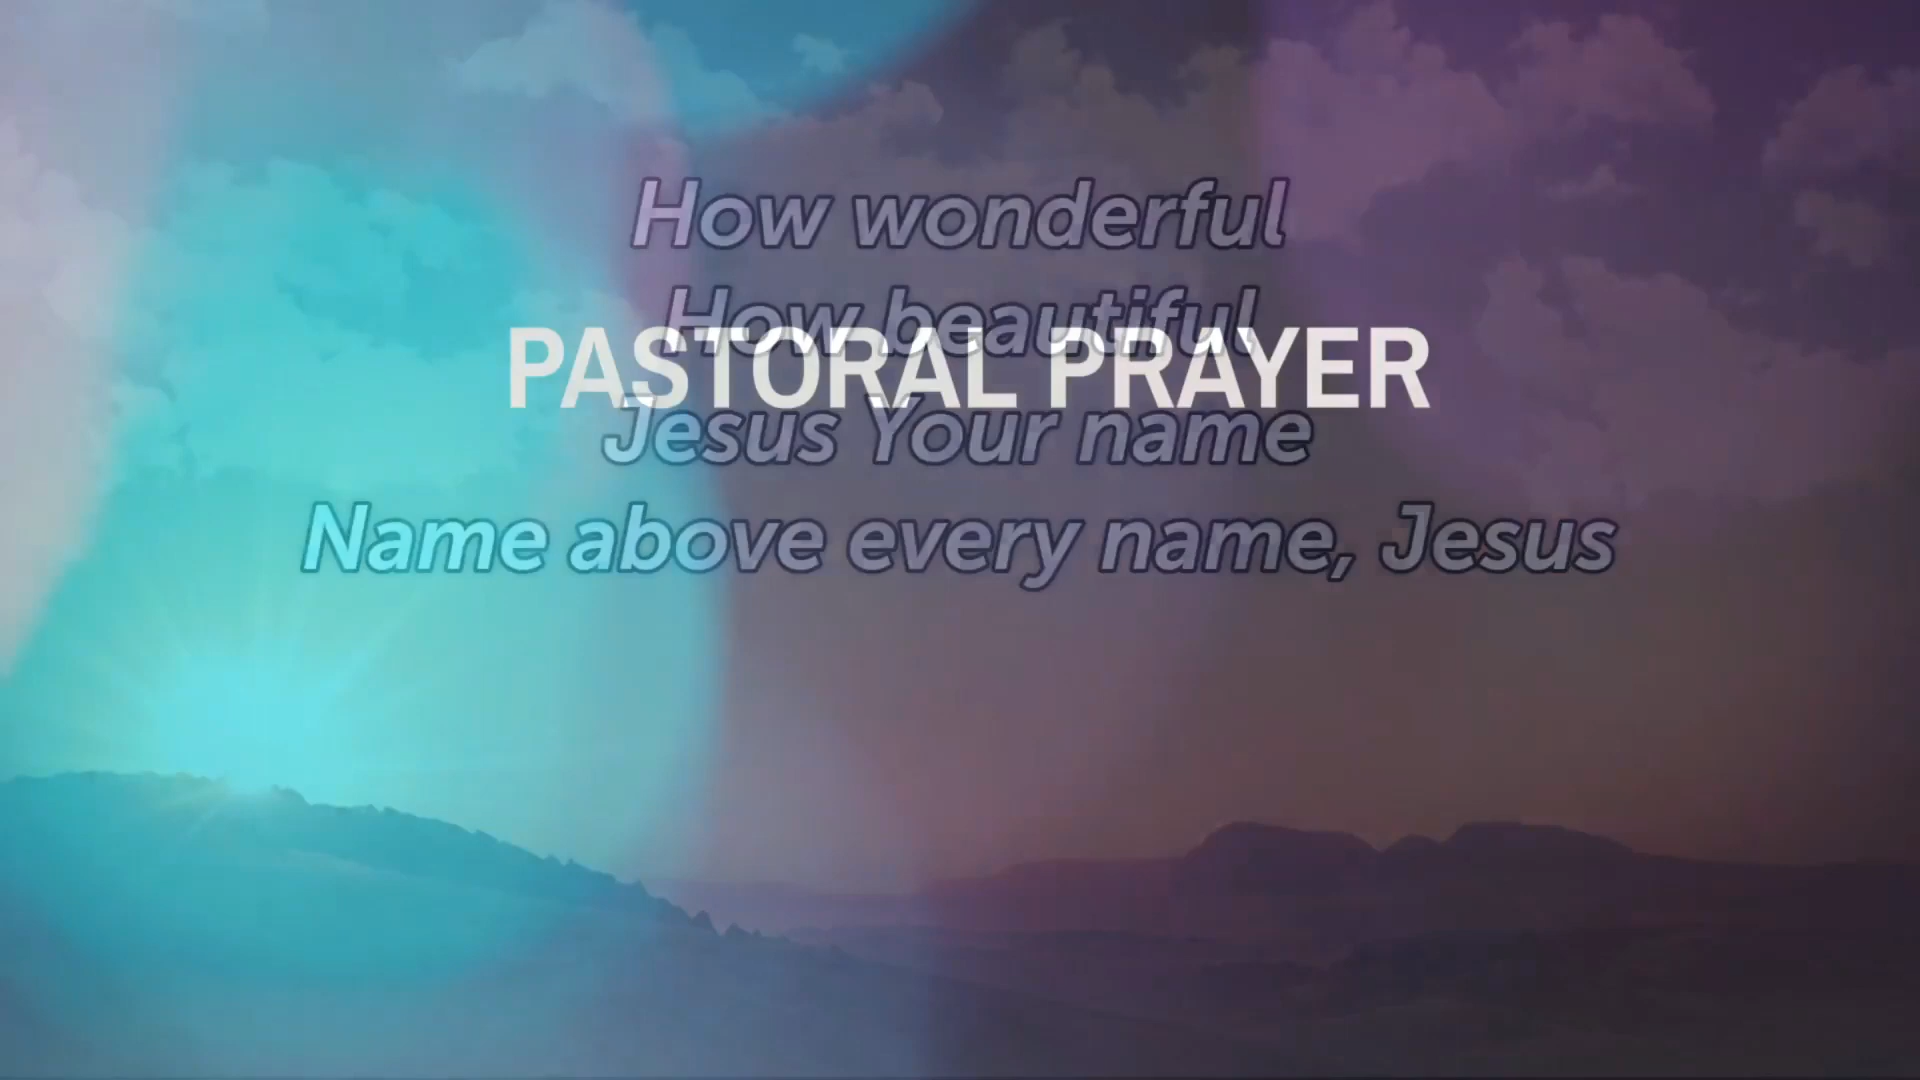 How wonderful
How beautiful
PASTORAL PRAYER
Jesus Your name
Name above every name, Jesus